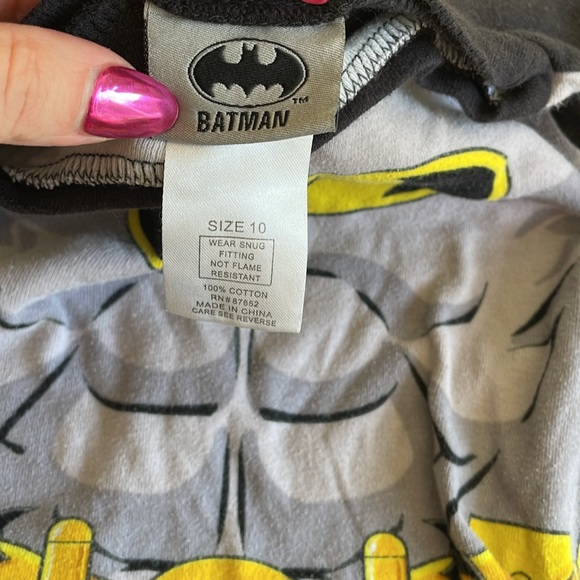 TM
BATMAN
SIZE 10
WEAR SNUG
FITTING
NOT FLAME
RESISTANT
100% COTTON
RN#87652
MADE IN CHINA
CARE SEE REVERSE